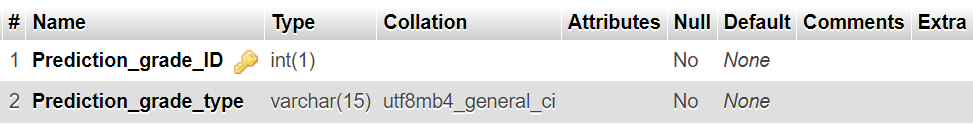 # Name Type Collation Attributes Null Default Comments Extra
1 Prediction_grade_ID int(1) No None
2 Prediction_grade_type varchar(15) utf8mb4_general_ci No None